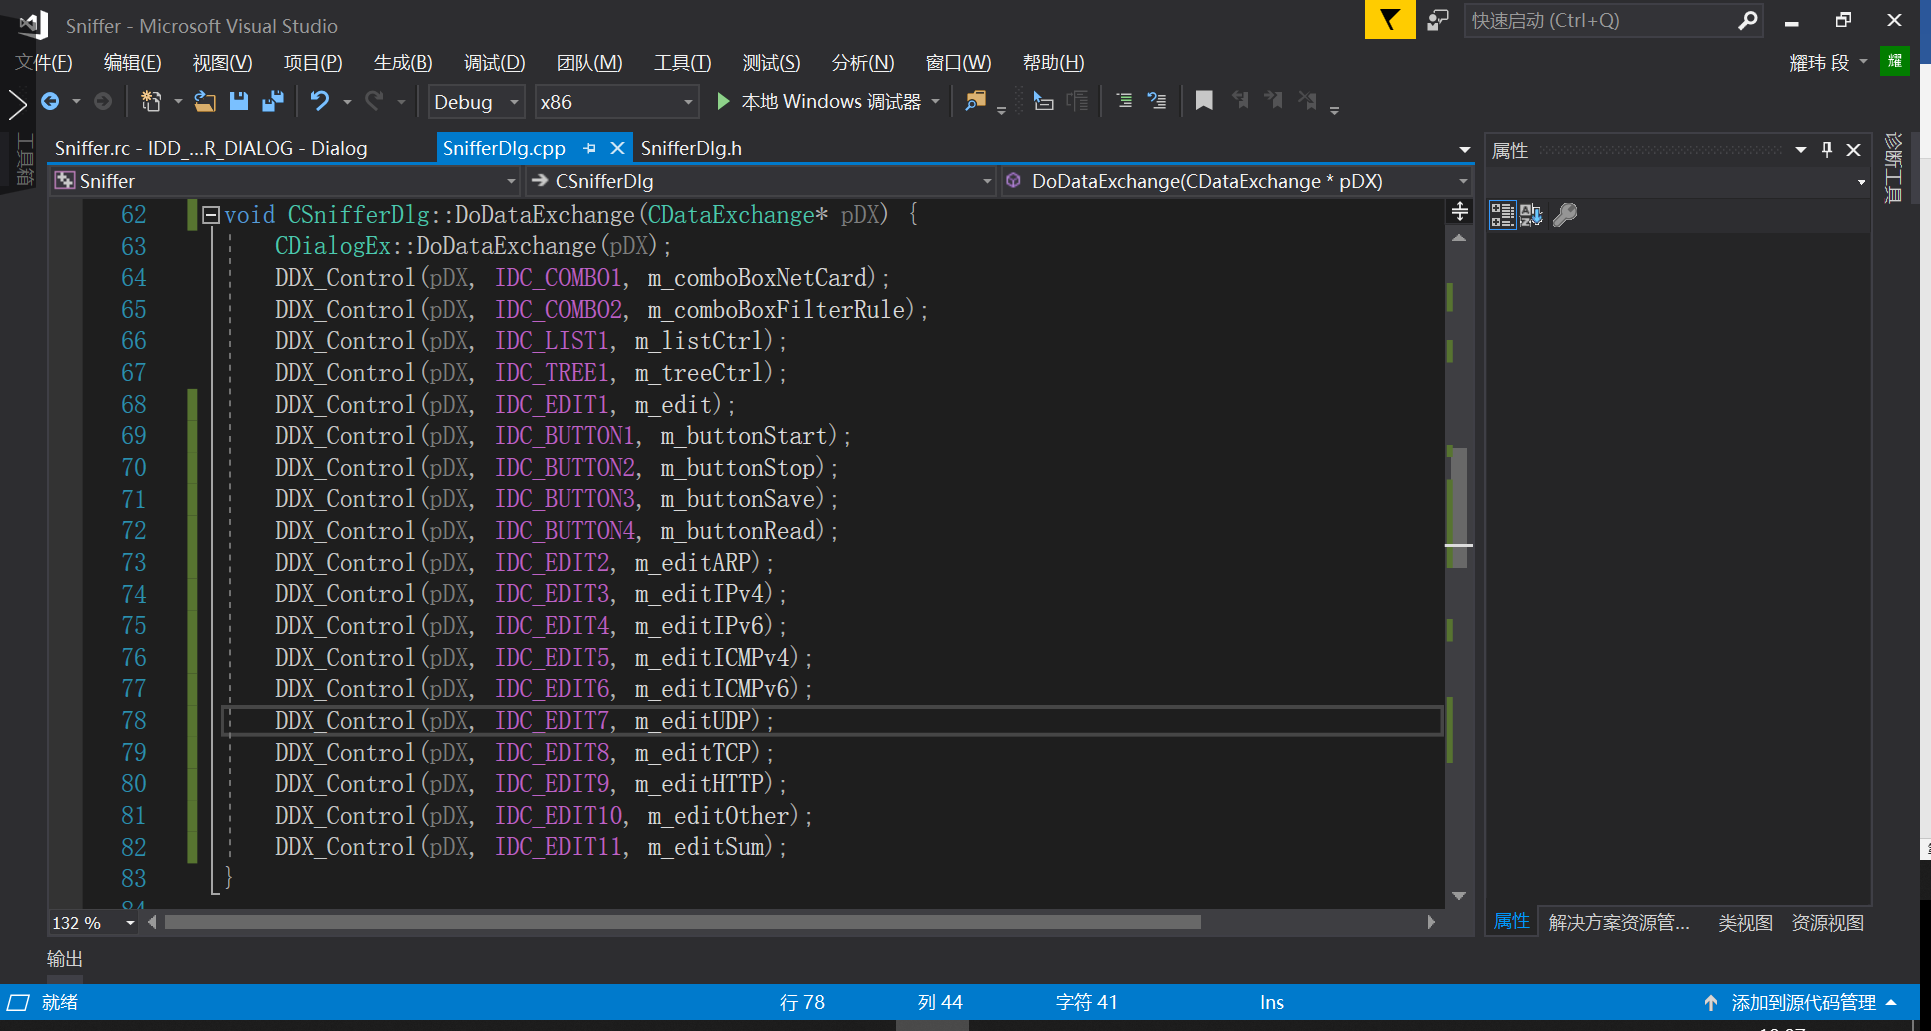 Sniffer - Microsoft Visual Studio
快速启动 (Ctrl+Q)
文件(F) 编辑(E) 视图(V) 项目(P) 生成(B) 调试(D) 团队(M) 工具(T) 测试(S) 分析(N) 窗口(W) 帮助(H)
耀玮 段 耀
Debug x86 本地 Windows 调试器
工具箱
Sniffer.rc - IDD_...R_DIALOG - Dialog SnifferDlg.cpp SnifferDlg.h
Sniffer CSnifferDlg DoDataExchange(CDataExchange * pDX)
62 void CSnifferDlg::DoDataExchange(CDataExchange* pDX) {
63 CDialogEx::DoDataExchange(pDX);
64 DDX_Control(pDX, IDC_COMBO1, m_comboBoxNetCard);
65 DDX_Control(pDX, IDC_COMBO2, m_comboBoxFilterRule);
66 DDX_Control(pDX, IDC_LIST1, m_listCtrl);
67 DDX_Control(pDX, IDC_TREE1, m_treeCtrl);
68 DDX_Control(pDX, IDC_EDIT1, m_edit);
69 DDX_Control(pDX, IDC_BUTTON1, m_buttonStart);
70 DDX_Control(pDX, IDC_BUTTON2, m_buttonStop);
71 DDX_Control(pDX, IDC_BUTTON3, m_buttonSave);
72 DDX_Control(pDX, IDC_BUTTON4, m_buttonRead);
73 DDX_Control(pDX, IDC_EDIT2, m_editARP);
74 DDX_Control(pDX, IDC_EDIT3, m_editIPv4);
75 DDX_Control(pDX, IDC_EDIT4, m_editIPv6);
76 DDX_Control(pDX, IDC_EDIT5, m_editICMPv4);
77 DDX_Control(pDX, IDC_EDIT6, m_editICMPv6);
78 DDX_Control(pDX, IDC_EDIT7, m_editUDP);
79 DDX_Control(pDX, IDC_EDIT8, m_editTCP);
80 DDX_Control(pDX, IDC_EDIT9, m_editHTTP);
81 DDX_Control(pDX, IDC_EDIT10, m_editOther);
82 DDX_Control(pDX, IDC_EDIT11, m_editSum);
83 }
84
132 %
属性
诊断工具
属性 解决方案资源管... 类视图 资源视图
输出
就绪 行 78 列 44 字符 41 Ins 添加到源代码管理